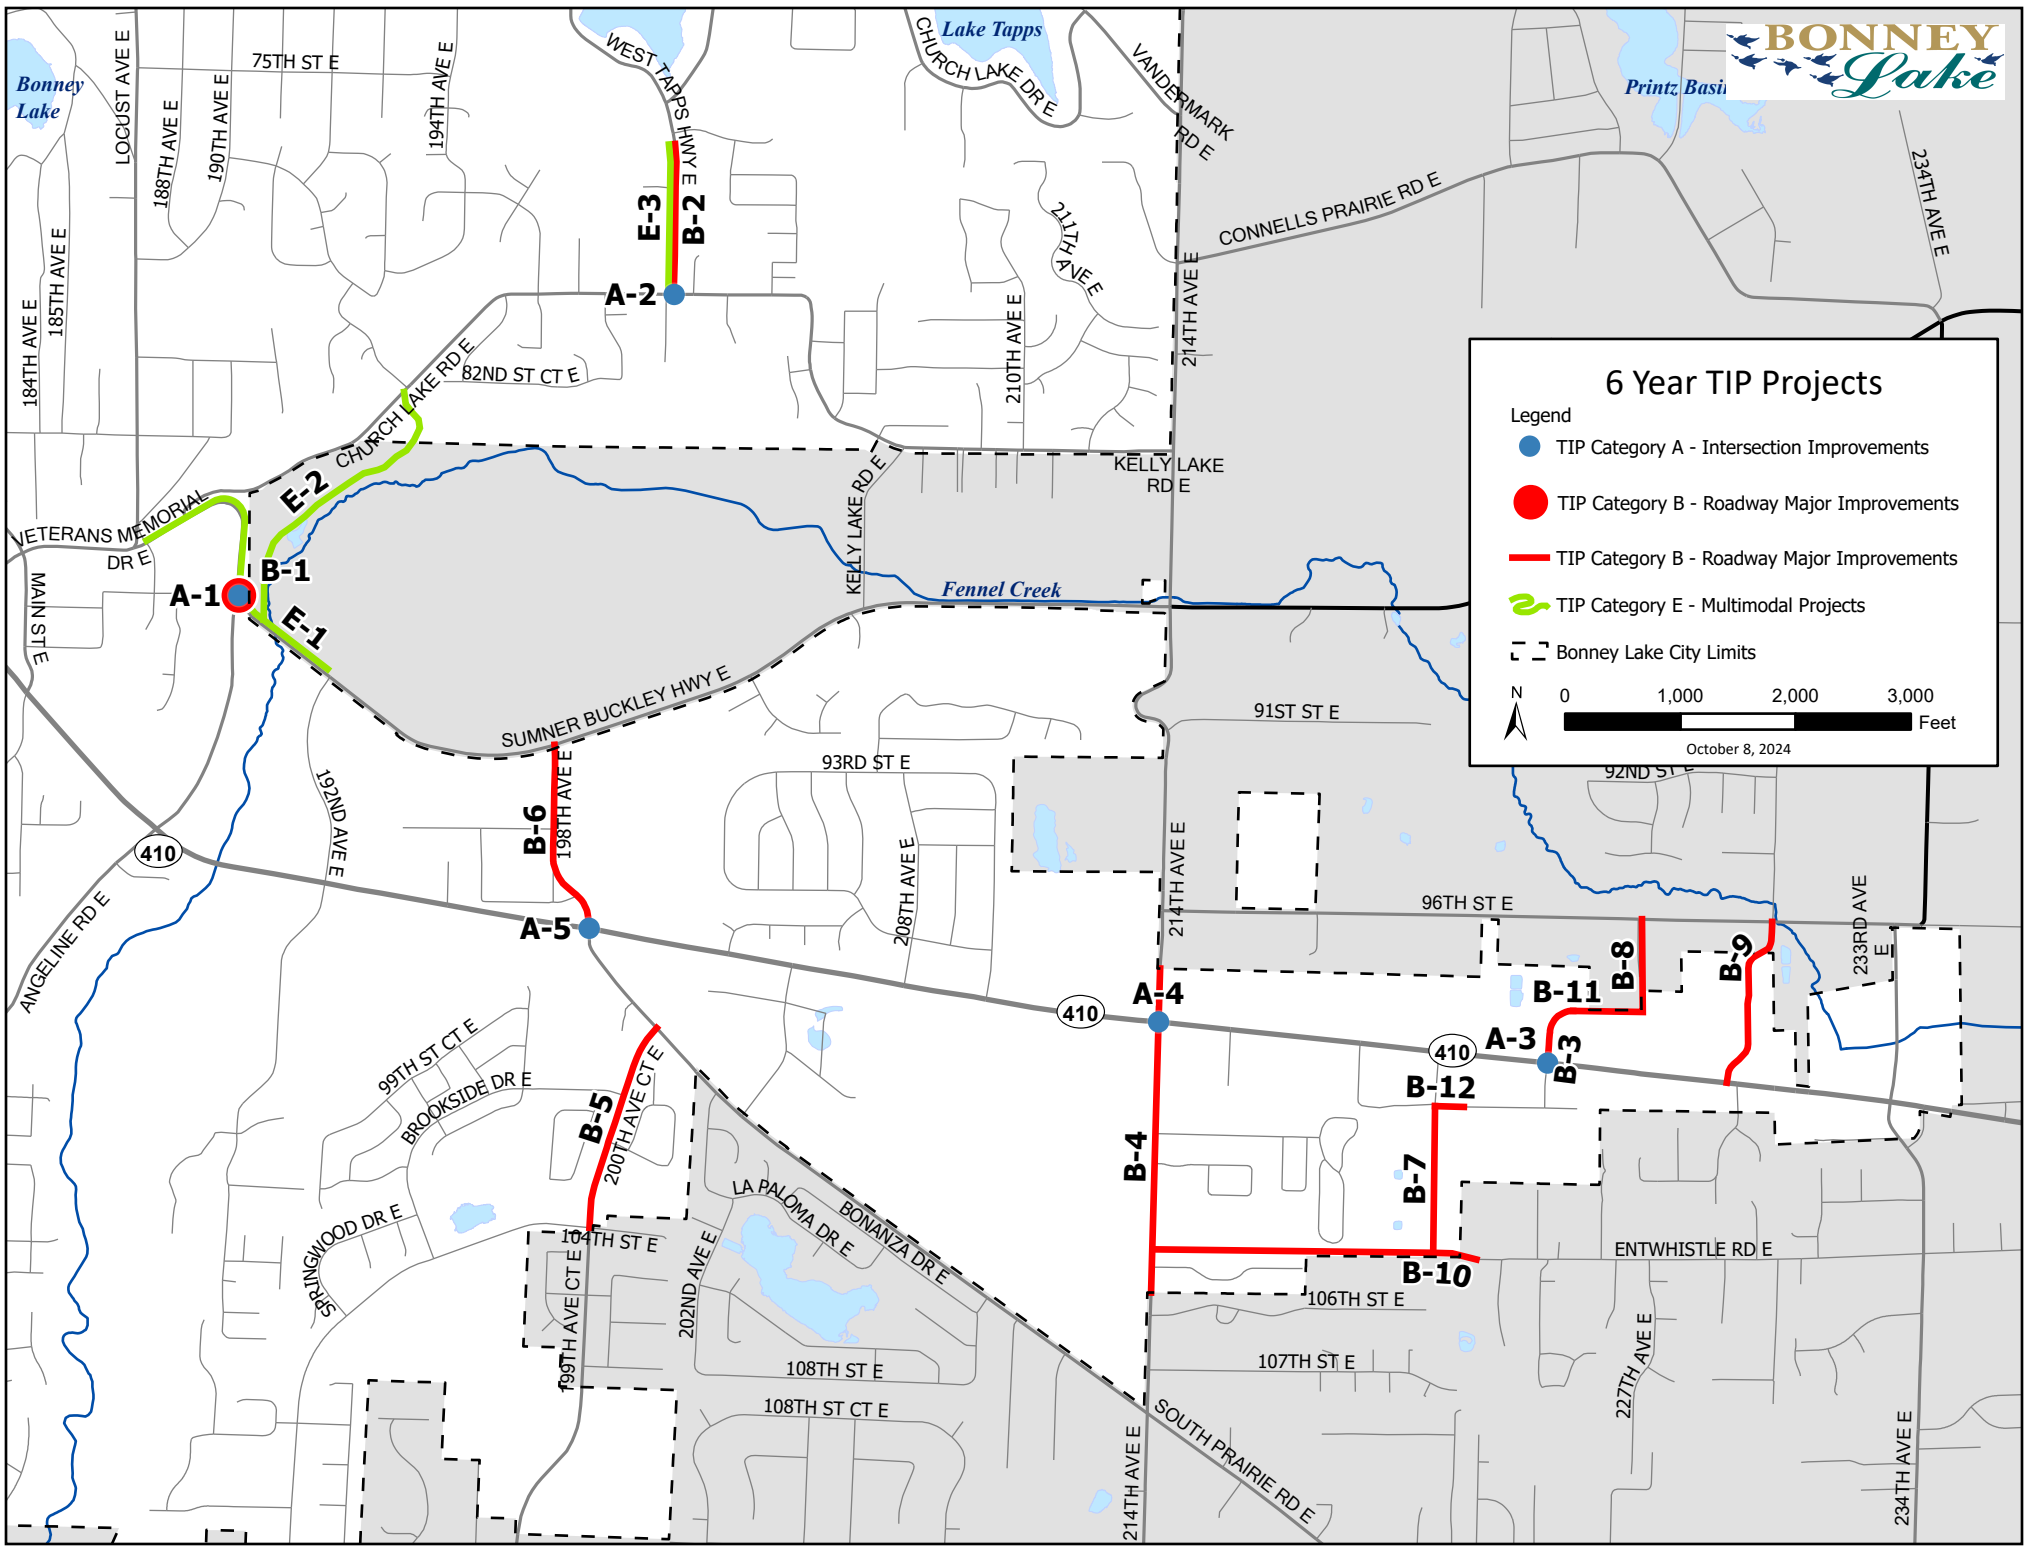 BONNEY
Lake
Bonney
Lake
Lake Tapps
Printz Basi
75TH ST E
LOCUST AVE E
188TH AVE E
190TH AVE E
194TH AVE E
WEST TAPPS HWY E
CHURCH LAKE DR E
VANDERMARK
RD E
234TH AVE E
CONNELLS PRAIRIE RD E
185TH AVE E
184TH AVE E
E-3
B-2
A-2
211TH
AVE E
210TH AVE E
214TH AVE E
82ND ST CT E
CHURCH LAKE RD E
6 Year TIP Projects
Legend
TIP Category A - Intersection Improvements
TIP Category B - Roadway Major Improvements
TIP Category B - Roadway Major Improvements
TIP Category E - Multimodal Projects
Bonney Lake City Limits
N
0 1,000 2,000 3,000
Feet
October 8, 2024
KELLY LAKE
RD E
KELLY LAKE RD E
E-2
VETERANS MEMORIAL
DR E
B-1
A-1
E-1
MAIN ST E
Fennel Creek
SUMNER BUCKLEY HWY E
91ST ST E
92ND ST E
93RD ST E
192ND AVE E
198TH AVE E
B-6
208TH AVE E
214TH AVE E
410
ANGELINE RD E
A-5
96TH ST E
233RD AVE
E
B-8
B-9
B-11
A-4
410
A-3
410
B-3
B-12
99TH ST CT E
BROOKSIDE DR E
B-5
200TH AVE CT E
B-4
B-7
LA PALOMA DR E
BONANZA DR E
SPRINGWOOD DR E
104TH ST E
202ND AVE E
199TH AVE CT E
ENTWHISTLE RD E
B-10
106TH ST E
107TH ST E
108TH ST E
108TH ST CT E
227TH AVE E
214TH AVE E
SOUTH PRAIRIE RD E
234TH AVE E